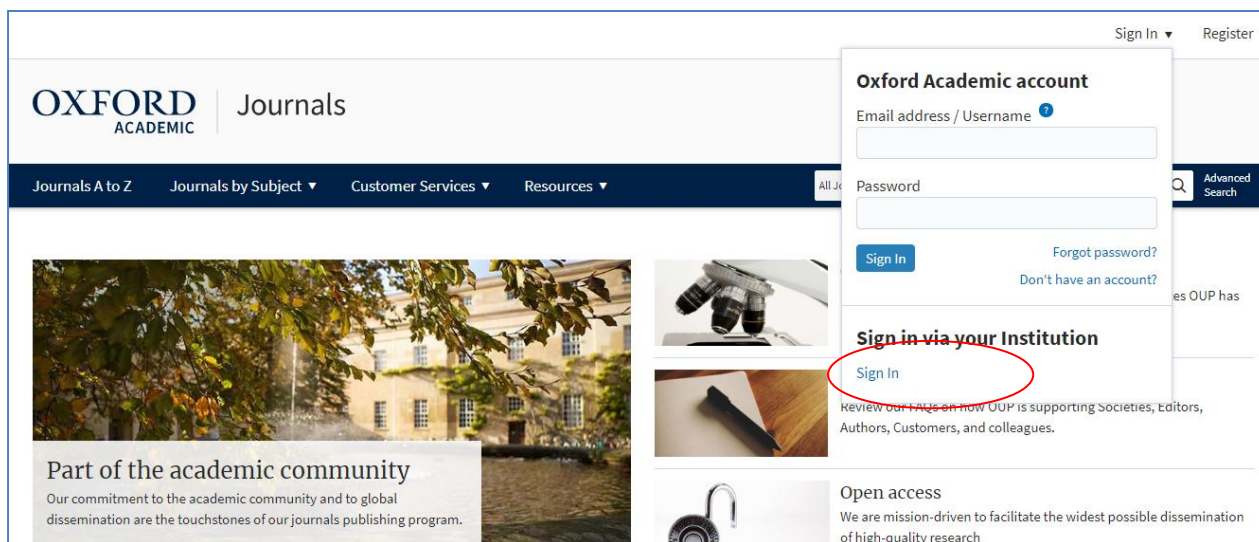 Sign In ▼ Register
OXFORD
ACADEMIC
Journals
Journals A to Z Journals by Subject ▼ Customer Services ▼ Resources ▼
All Advanced
Search
Oxford Academic account
Email address / Username ?
Password
Sign In Forgot password?
Don't have an account?
Sign in via your Institution
Sign In
Part of the academic community
Our commitment to the academic community and to global
dissemination are the touchstones of our journals publishing program.
OUP has
Review our FAQs on how OUP is supporting Societies, Editors,
Authors, Customers, and colleagues.
Open access
We are mission-driven to facilitate the widest possible dissemination
of high-quality research